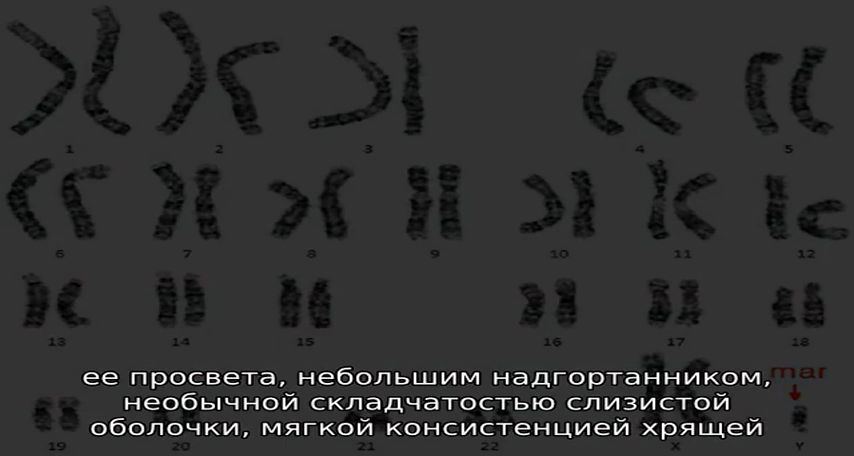 1 2 3 4 5
6 7 8 9 10 11 12
13 14 15 16 17 18
mar
ее просвета, небольшим надгортанником,
необычной складчатостью слизистой
оболочки, мягкой консистенцией хрящей
19 20 21 22 X Y